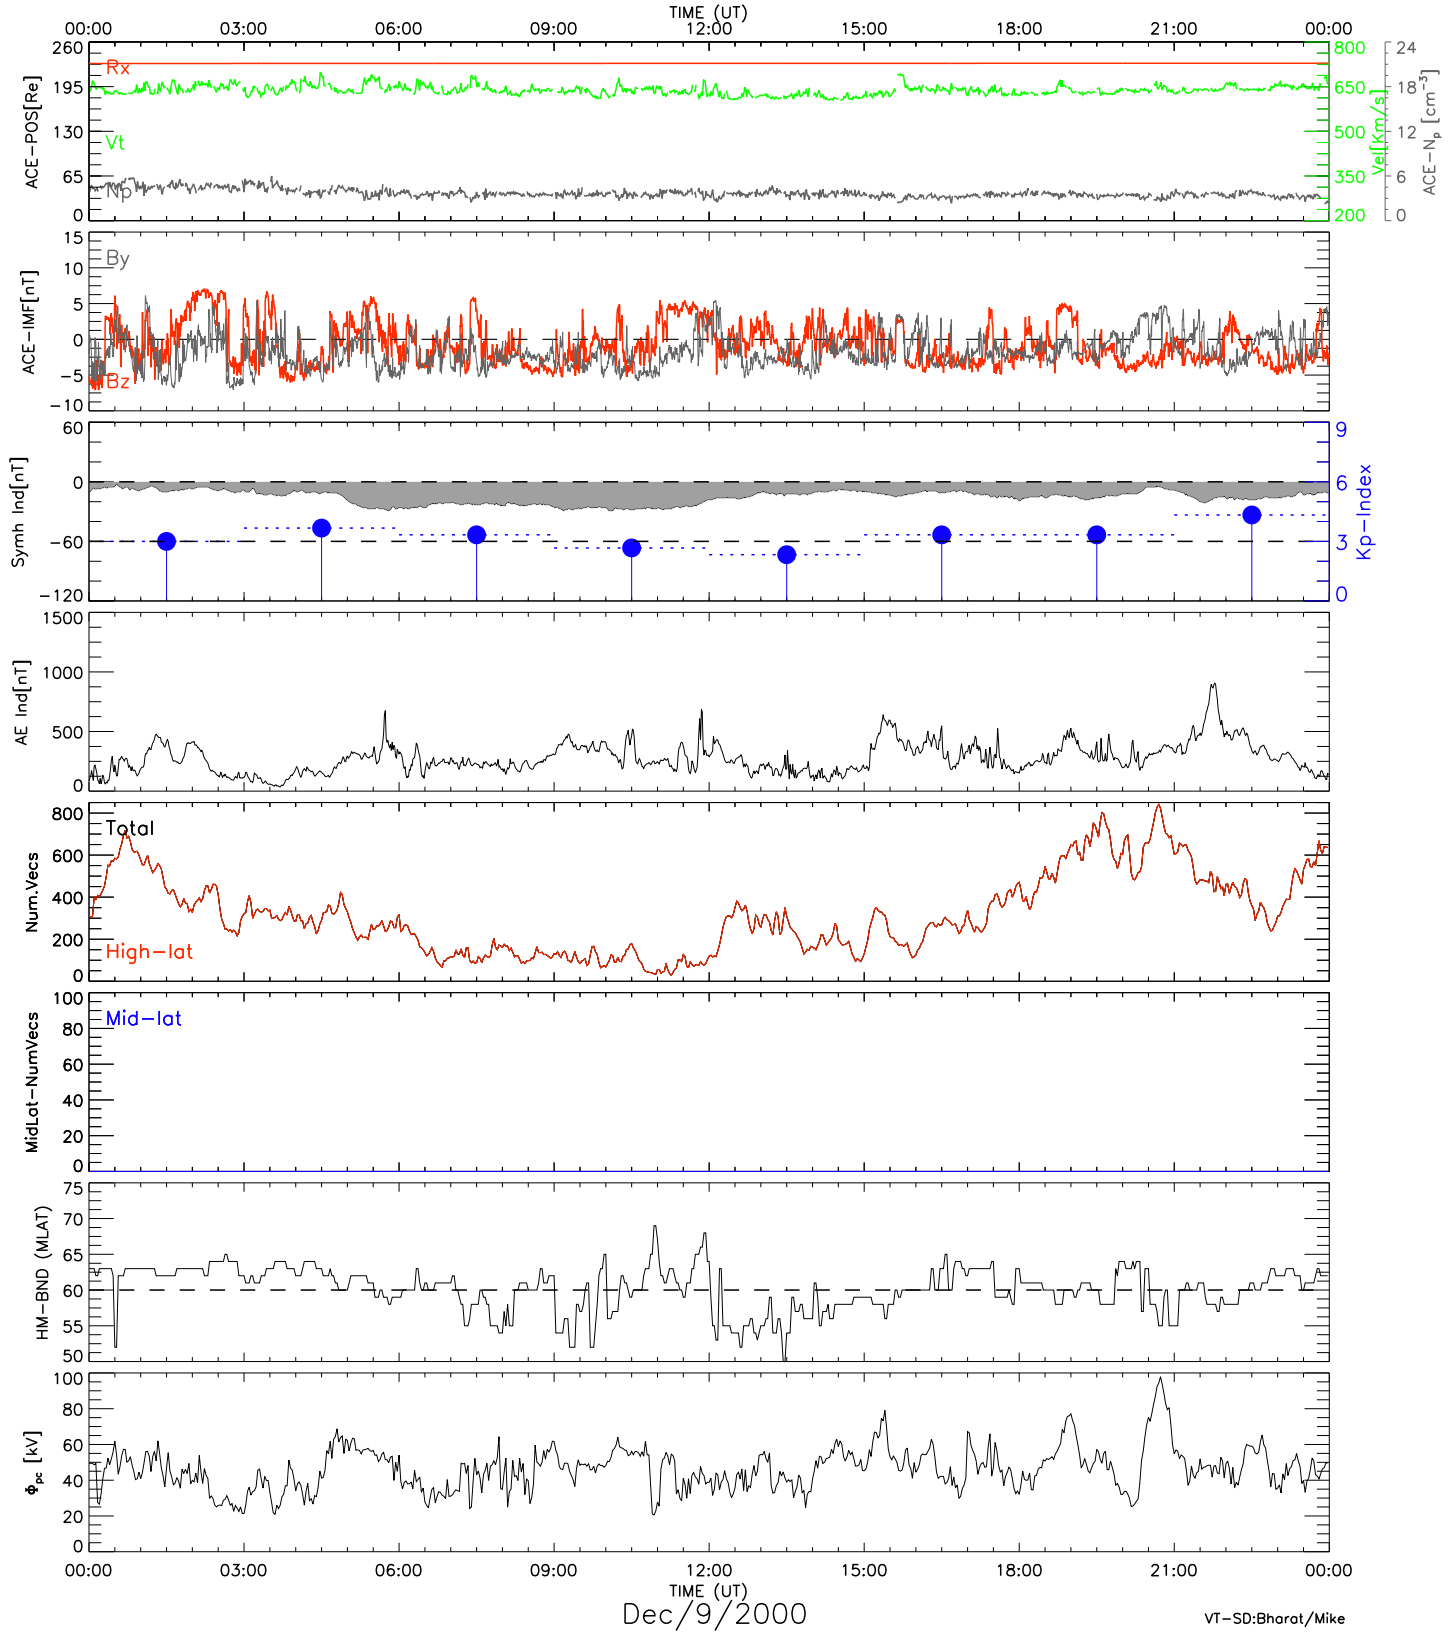 TIME (UT)
00:00 03:00 06:00 09:00 12:00 15:00 18:00 21:00 00:00
ACE-POS[Re]
260
195
130
65
0
Rx
Vt
Np
800
650
500
350
200
Vel[Km/s]
24
18
12
6
0
ACE-Np [cm-3]
ACE-IMF[nT]
15
10
5
0
-5
-10
By
Bz
Symh Ind[nT]
60
0
-60
-120
9
6
3
0
Kp-Index
AE Ind[nT]
1500
1000
500
0
Num.Vecs
800
600
400
200
0
Total
High-lat
MidLat-NumVecs
100
80
60
40
20
0
Mid-lat
HM-BND (MLAT)
75
70
65
60
55
50
Φpc [kV]
100
80
60
40
20
0
00:00 03:00 06:00 09:00 12:00 15:00 18:00 21:00 00:00
TIME (UT)
Dec/9/2000
VT-SD:Bharat/Mike